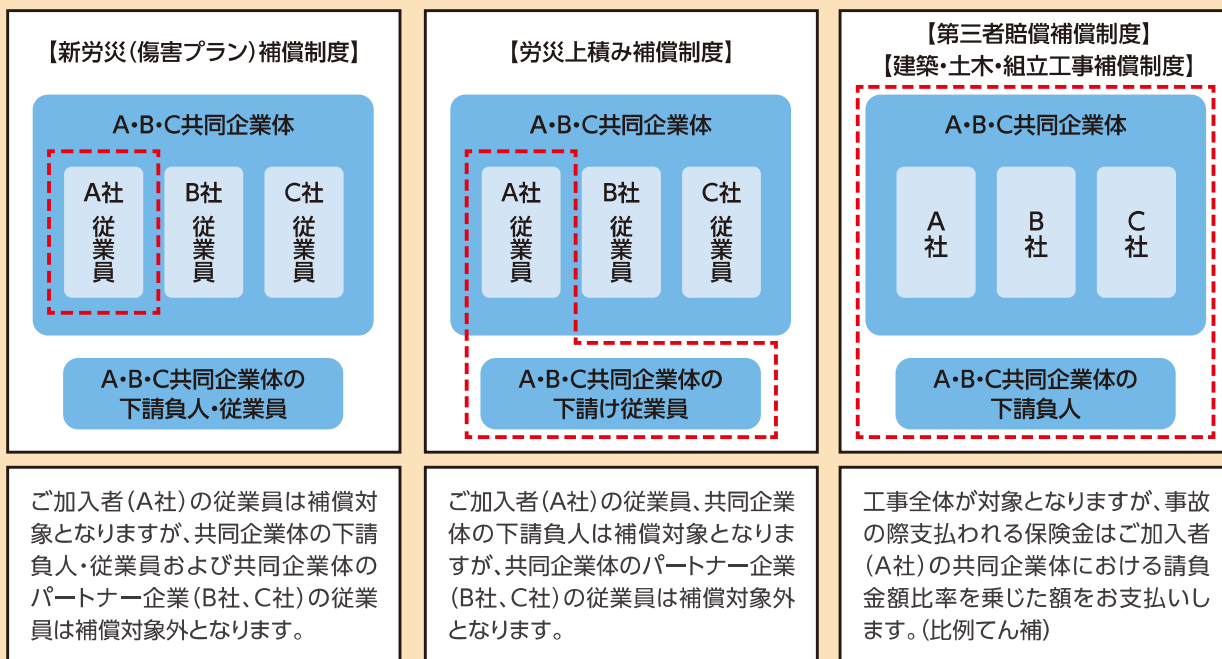 【新労災(傷害プラン)補償制度】
A・B・C共同企業体
A社
従業員
B社
従業員
C社
従業員
A・B・C共同企業体の
下請負人・従業員
ご加入者(A社)の従業員は補償対
象となりますが、共同企業体の下請
負人・従業員および共同企業体の
パートナー企業(B社、C社)の従業
員は補償対象外となります。
【労災上積み補償制度】
A・B・C共同企業体
A社
従業員
B社
従業員
C社
従業員
A・B・C共同企業体の
下請け従業員
ご加入者(A社)の従業員、共同企業
体の下請負人は補償対象となりま
すが、共同企業体のパートナー企業
(B社、C社)の従業員は補償対象外
となります。
【第三者賠償補償制度】
【建築・土木・組立工事補償制度】
A・B・C共同企業体
A社
B社
C社
A・B・C共同企業体の
下請負人
工事全体が対象となりますが、事故
の際支払われる保険金はご加入者
(A社)の共同企業体における請負
金額比率を乗じた額をお支払いし
ます。(比例てん補)